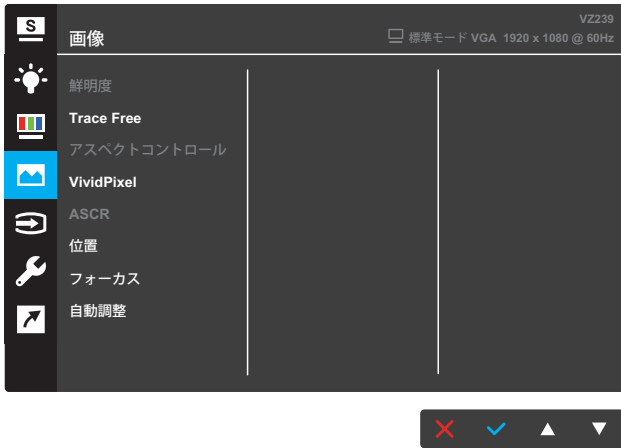 S
VZ239
画像
標準モード VGA 1920 x 1080 @ 60Hz
鮮明度
Trace Free
アスペクトコントロール
VividPixel
ASCR
位置
フォーカス
自動調整